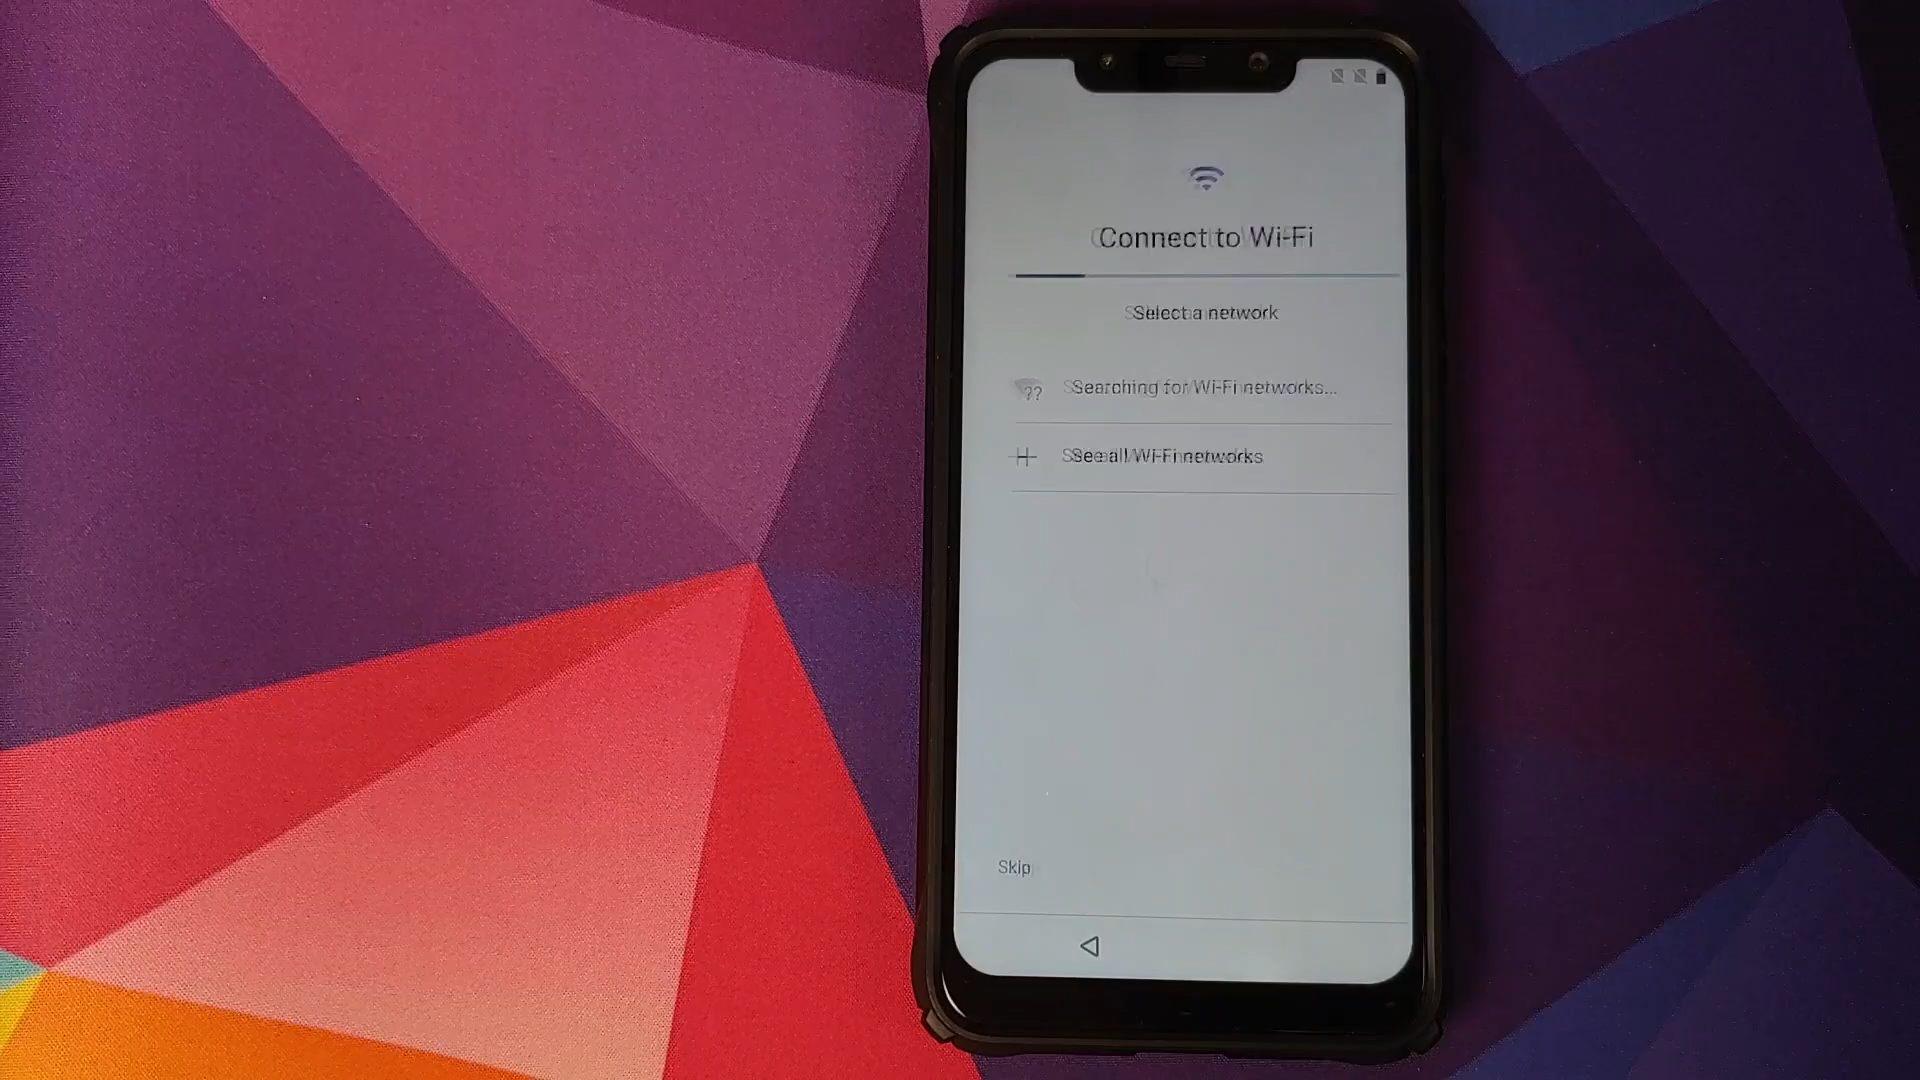 Connect to Wi-Fi
Select a network
Searching for Wi-Fi networks...
See all Wi-Fi networks
Skip